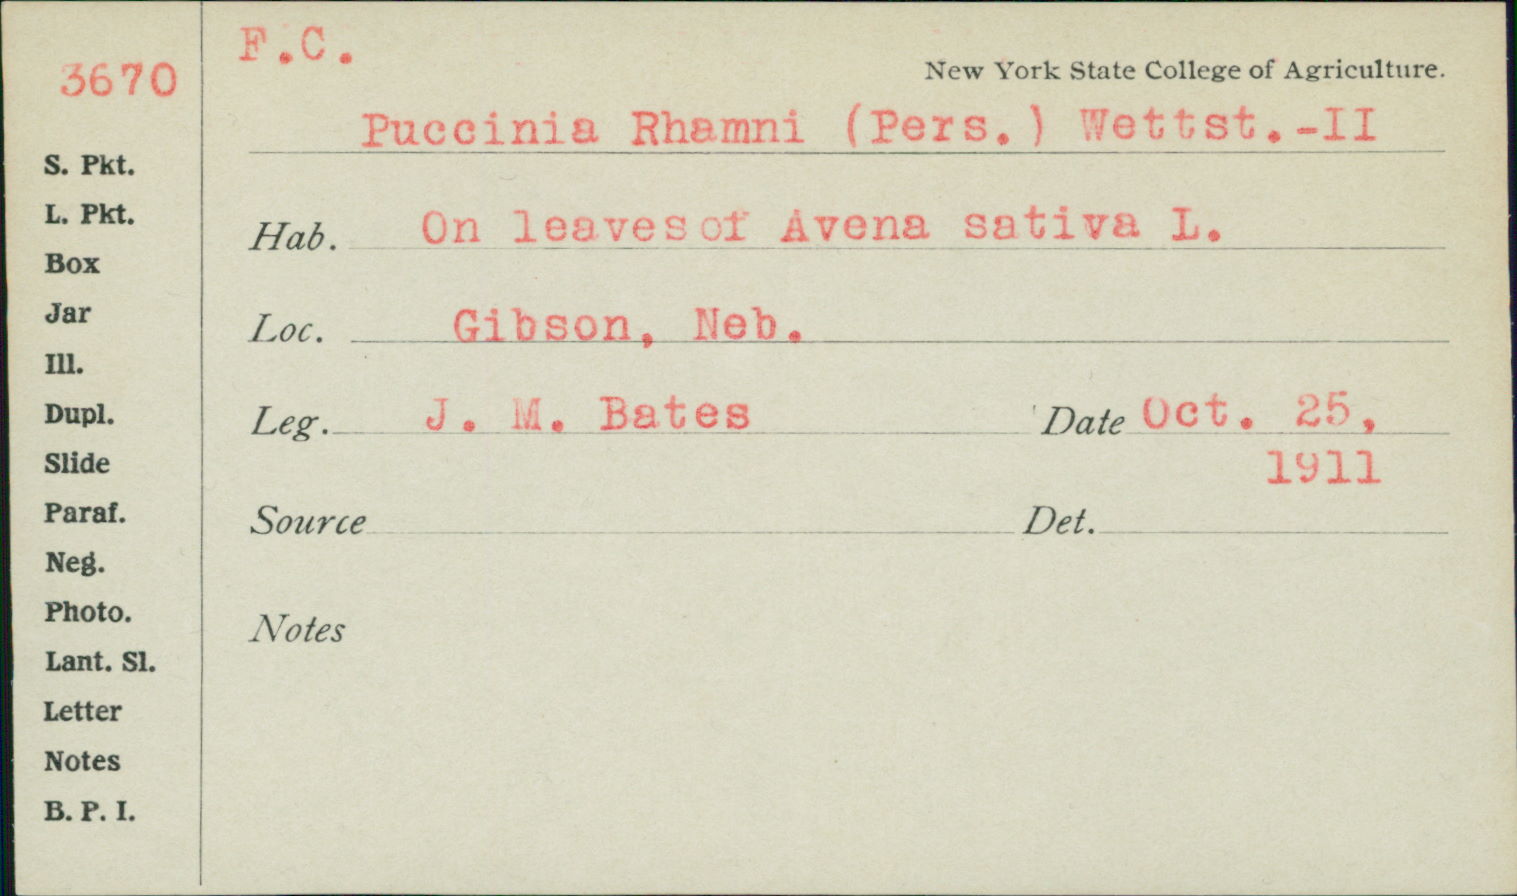 3670
F.C.
New York State College of Agriculture.
Puccinia Rhamni (Pers.) Wettst.-II
Hab. On leaves of Avena sativa L.
Loc. Gibson, Neb.
Leg. J. M. Bates Date Oct. 25,
1911
Source Det.
Notes
S. Pkt.
L. Pkt.
Box
Jar
Ill.
Dupl.
Slide
Paraf.
Neg.
Photo.
Lant. Sl.
Letter
Notes
B. P. I.